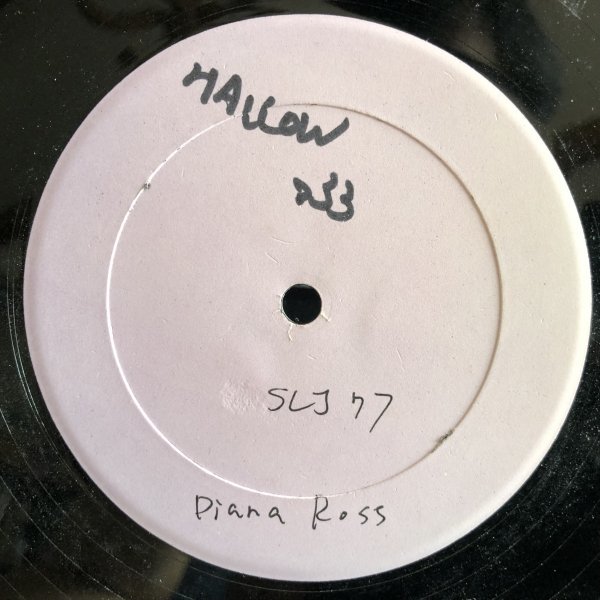 MALLOW
233
SLJ 77
Diana Ross